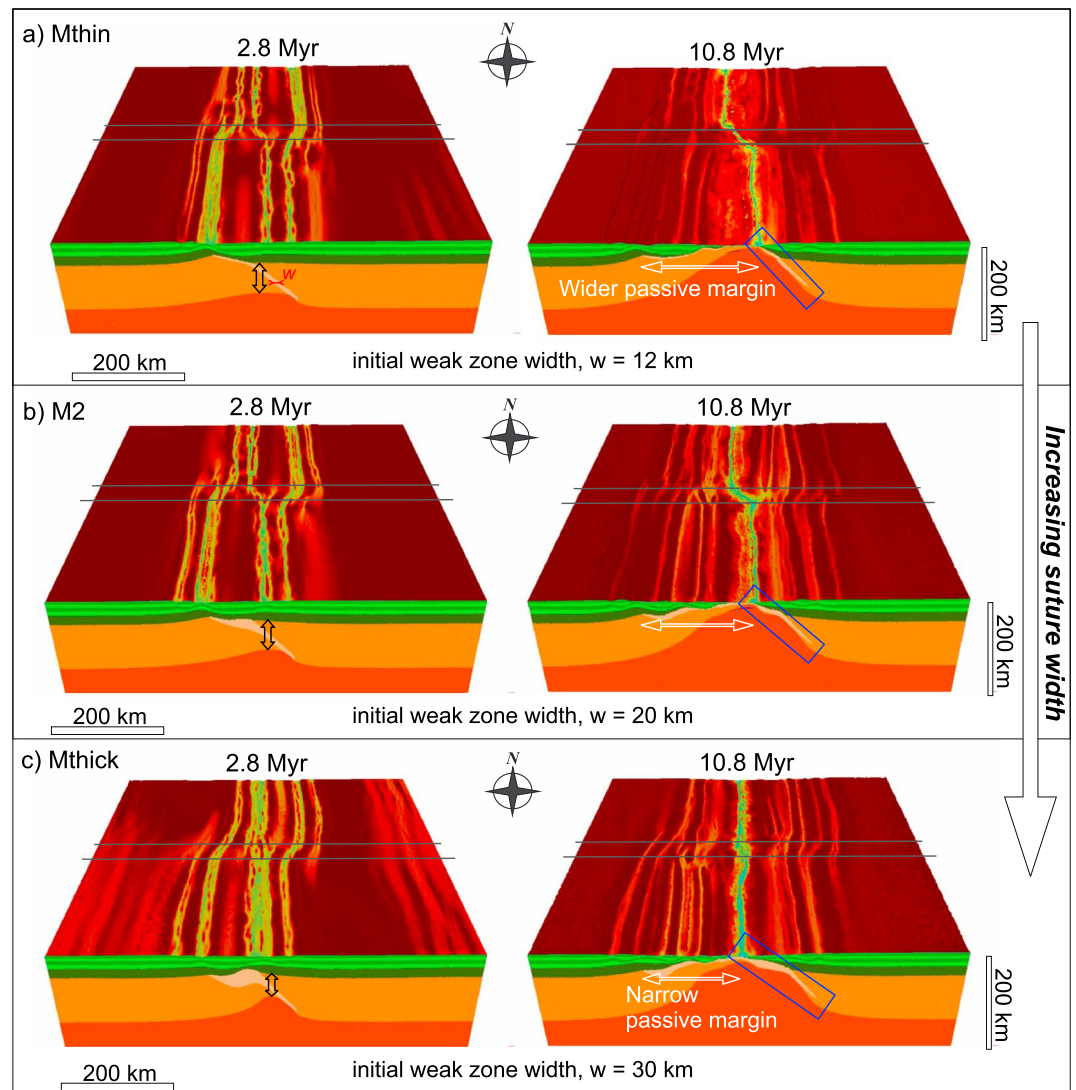 a) Mthin
N
2.8 Myr
10.8 Myr
w
Wider passive margin
200 km
200 km
initial weak zone width, w = 12 km
b) M2
N
2.8 Myr
10.8 Myr
200 km
200 km
initial weak zone width, w = 20 km
Increasing suture width
c) Mthick
N
2.8 Myr
10.8 Myr
Narrow
passive margin
200 km
200 km
initial weak zone width, w = 30 km